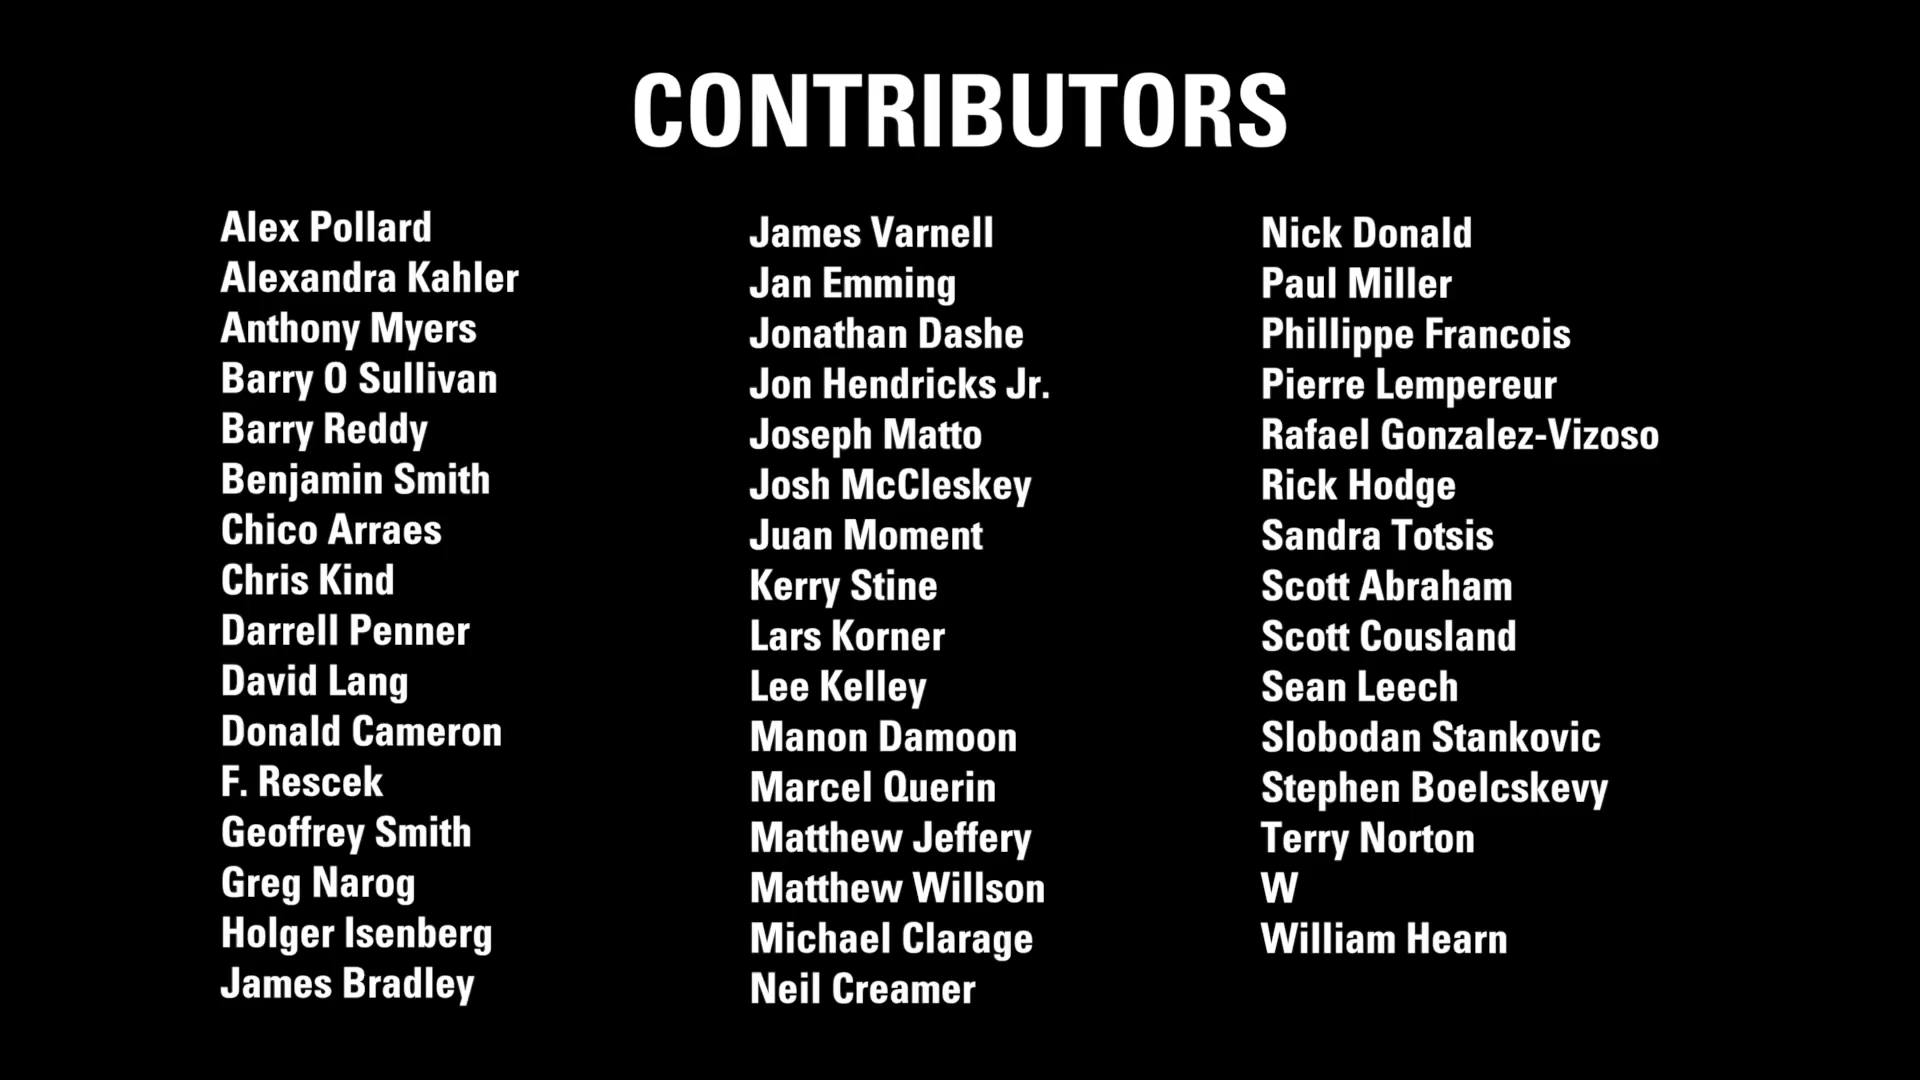 CONTRIBUTORS
Alex Pollard
Alexandra Kahler
Anthony Myers
Barry O Sullivan
Barry Reddy
Benjamin Smith
Chico Arraes
Chris Kind
Darrell Penner
David Lang
Donald Cameron
F. Rescek
Geoffrey Smith
Greg Narog
Holger Isenberg
James Bradley
James Varnell
Jan Emming
Jonathan Dashe
Jon Hendricks Jr.
Joseph Matto
Josh McCleskey
Juan Moment
Kerry Stine
Lars Korner
Lee Kelley
Manon Damoon
Marcel Querin
Matthew Jeffery
Matthew Willson
Michael Clarage
Neil Creamer
Nick Donald
Paul Miller
Phillippe Francois
Pierre Lempereur
Rafael Gonzalez-Vizoso
Rick Hodge
Sandra Totsis
Scott Abraham
Scott Cousland
Sean Leech
Slobodan Stankovic
Stephen Boelcskevy
Terry Norton
W
William Hearn